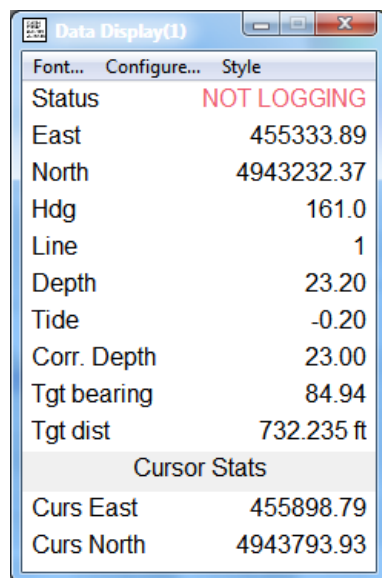 Data Display(1)
Font... Configure... Style
Status NOT LOGGING
East 455333.89
North 4943232.37
Hdg 161.0
Line 1
Depth 23.20
Tide -0.20
Corr. Depth 23.00
Tgt bearing 84.94
Tgt dist 732.235 ft
Cursor Stats
Curs East 455898.79
Curs North 4943793.93